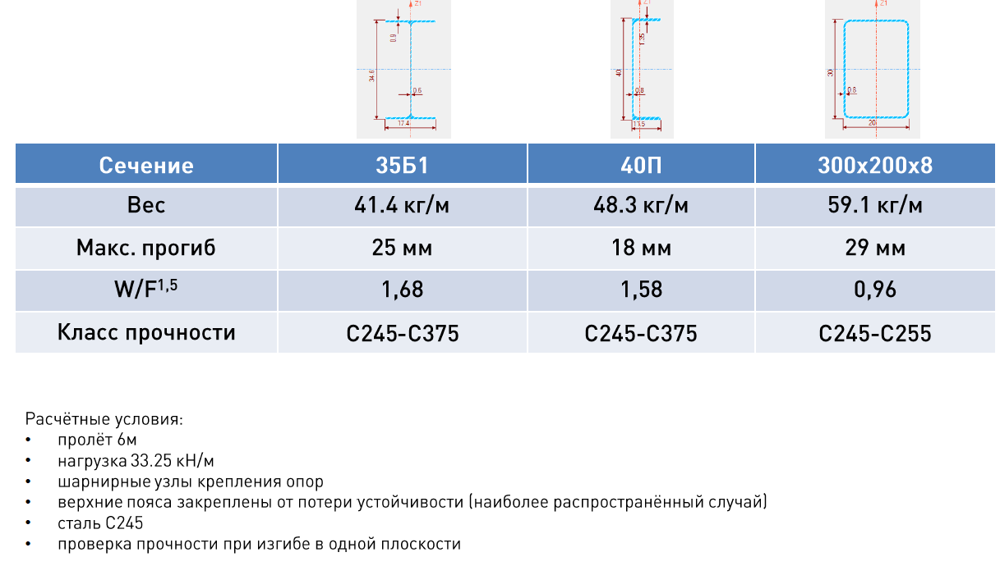 Z1
Z1
Z1
0.9
34.6
0.6
17.4
1.35
40
0.8
11.5
30
0.8
20
Сечение 35Б1 40П 300х200х8
Вес 41.4 кг/м 48.3 кг/м 59.1 кг/м
Макс. прогиб 25 мм 18 мм 29 мм
W/F1,5 1,68 1,58 0,96
Класс прочности С245-С375 С245-С375 С245-С255
Расчётные условия:
• пролёт 6м
• нагрузка 33.25 кН/м
• шарнирные узлы крепления опор
• верхние пояса закреплены от потери устойчивости (наиболее распространённый случай)
• сталь С245
• проверка прочности при изгибе в одной плоскости